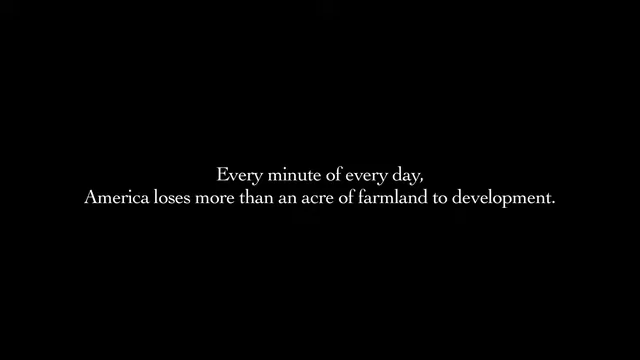 Every minute of every day,
America loses more than an acre of farmland to development.